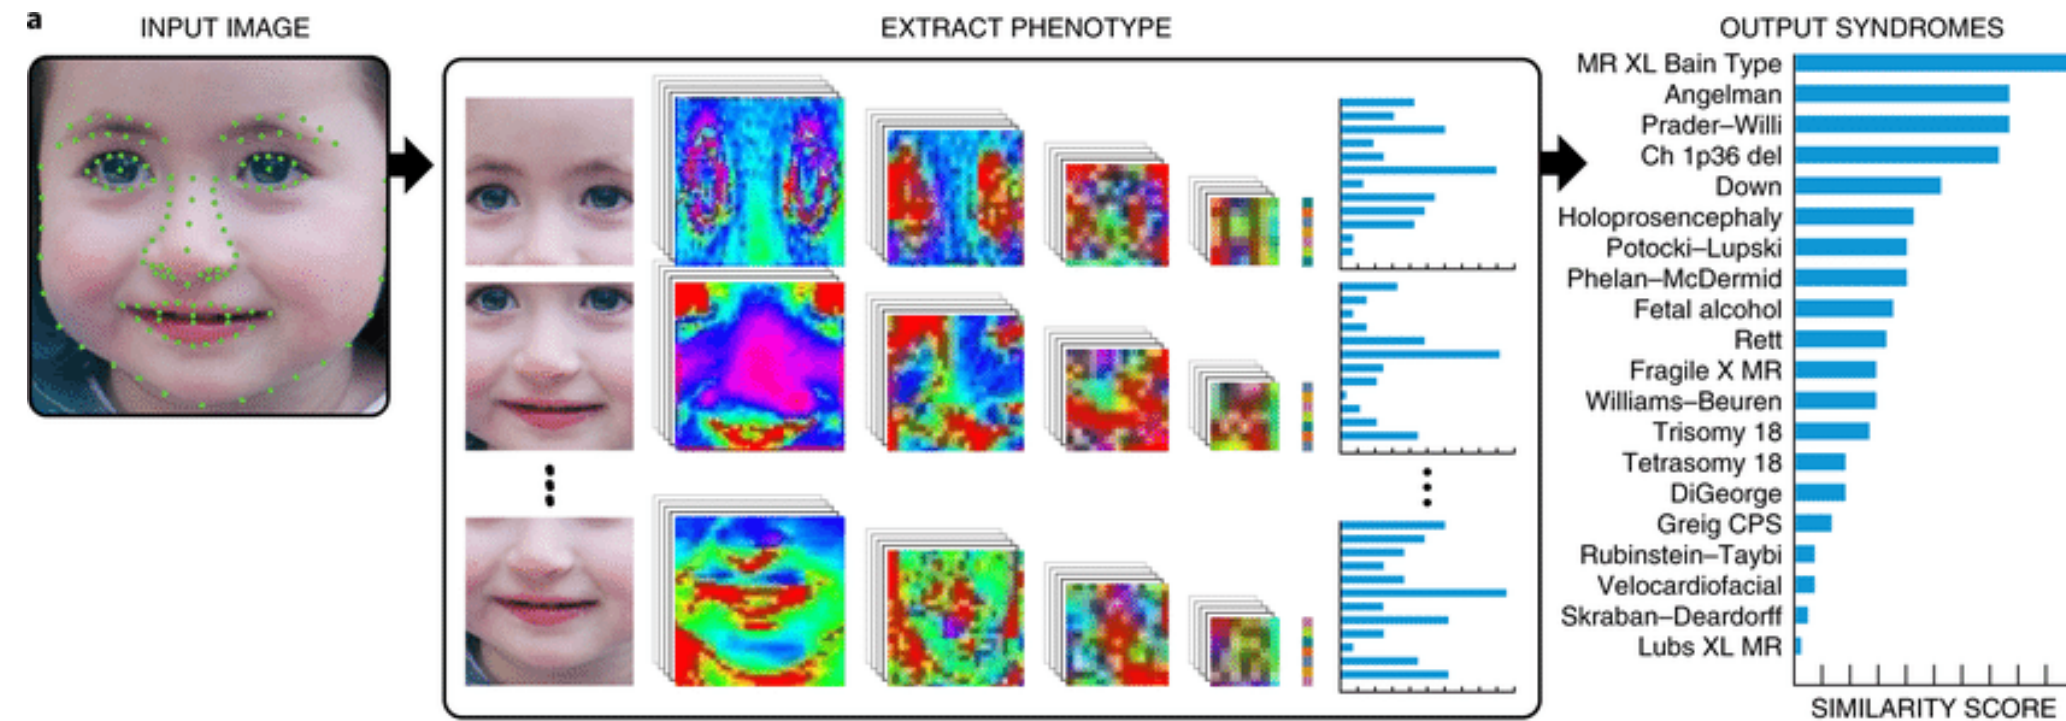 a
INPUT IMAGE
EXTRACT PHENOTYPE
OUTPUT SYNDROMES
MR XL Bain Type
Angelman
Prader–Willi
Ch 1p36 del
Down
Holoprosencephaly
Potocki–Lupski
Phelan–McDermid
Fetal alcohol
Rett
Fragile X MR
Williams–Beuren
Trisomy 18
Tetrasomy 18
DiGeorge
Greig CPS
Rubinstein–Taybi
Velocardiofacial
Skraban–Deardorff
Lubs XL MR
SIMILARITY SCORE